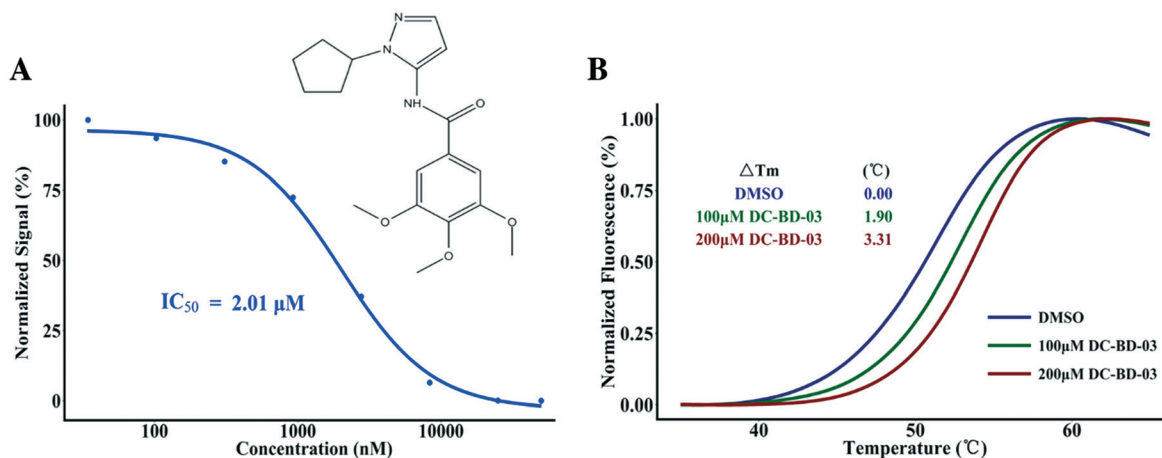 A
N
N
HN
O
O
O
O
100
75
50
25
0
Normalized Signal (%)
IC50 = 2.01 μM
100
1000
10000
Concentration (nM)
B
1.00
0.75
0.50
0.25
0.00
Normalized Fluorescence (%)
△Tm (℃)
DMSO 0.00
100μM DC-BD-03 1.90
200μM DC-BD-03 3.31
DMSO
100μM DC-BD-03
200μM DC-BD-03
40
50
60
Temperature (℃)